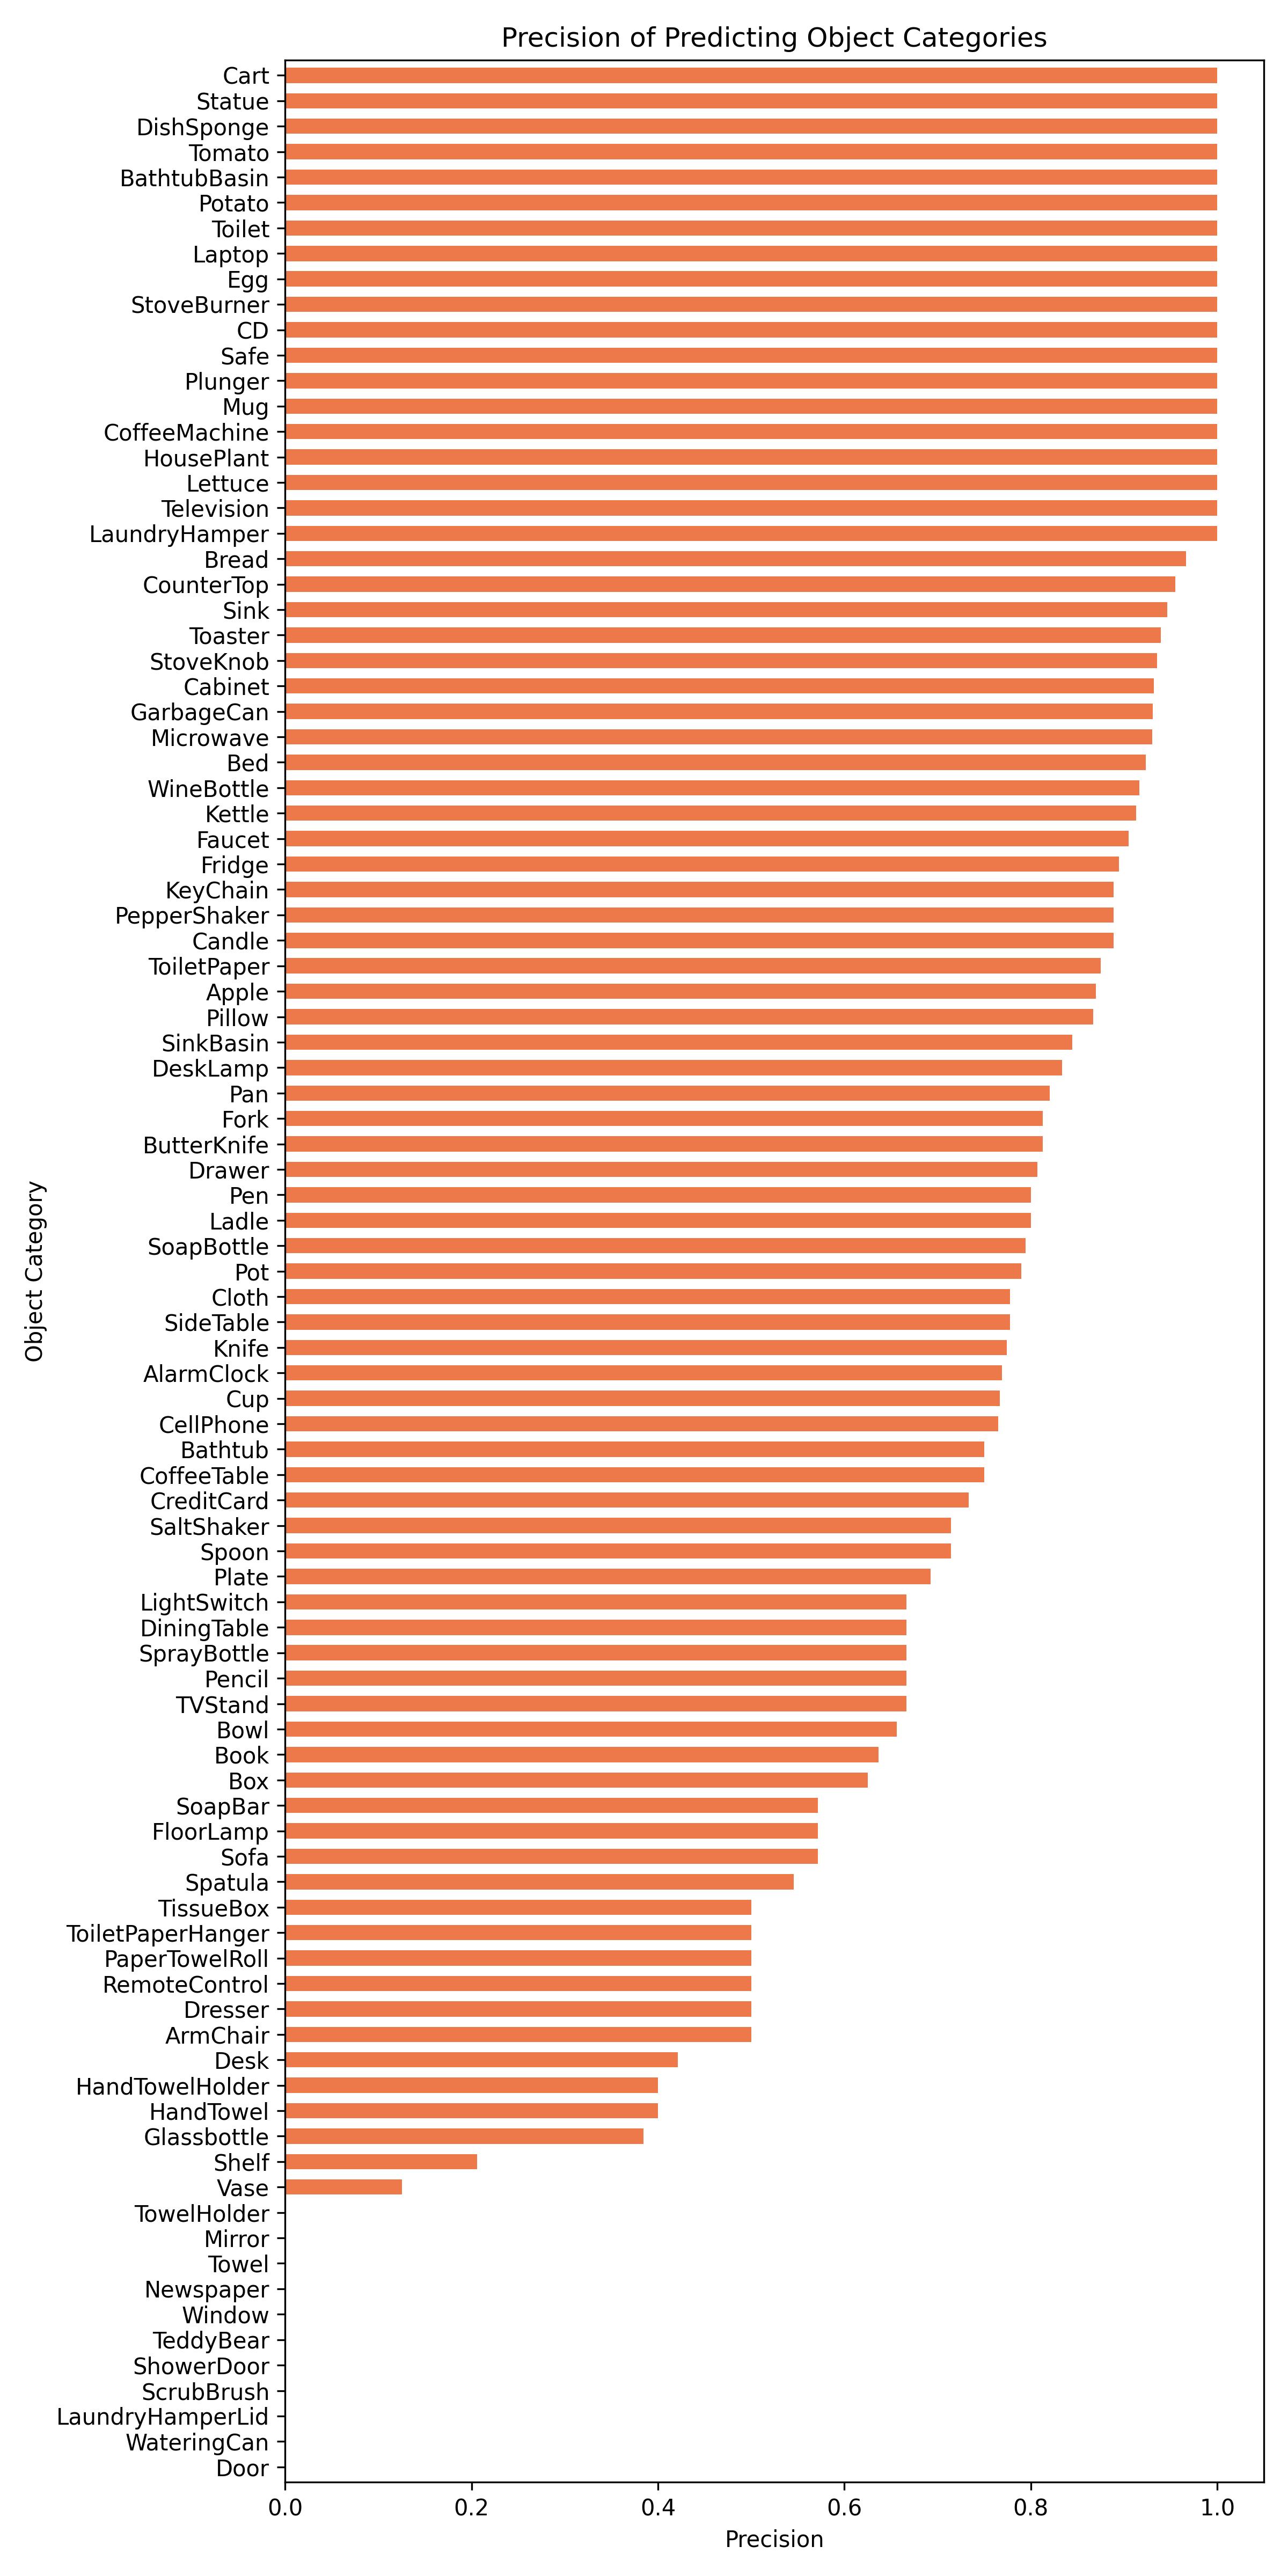 Precision of Predicting Object Categories
Cart
Statue
DishSponge
Tomato
BathtubBasin
Potato
Toilet
Laptop
Egg
StoveBurner
CD
Safe
Plunger
Mug
CoffeeMachine
HousePlant
Lettuce
Television
LaundryHamper
Bread
CounterTop
Sink
Toaster
StoveKnob
Cabinet
GarbageCan
Microwave
Bed
WineBottle
Kettle
Faucet
Fridge
KeyChain
PepperShaker
Candle
ToiletPaper
Apple
Pillow
SinkBasin
DeskLamp
Pan
Fork
ButterKnife
Drawer
Pen
Ladle
SoapBottle
Pot
Cloth
SideTable
Knife
AlarmClock
Cup
CellPhone
Bathtub
CoffeeTable
CreditCard
SaltShaker
Spoon
Plate
LightSwitch
DiningTable
SprayBottle
Pencil
TVStand
Bowl
Book
Box
SoapBar
FloorLamp
Sofa
Spatula
TissueBox
ToiletPaperHanger
PaperTowelRoll
RemoteControl
Dresser
ArmChair
Desk
HandTowelHolder
HandTowel
Glassbottle
Shelf
Vase
TowelHolder
Mirror
Towel
Newspaper
Window
TeddyBear
ShowerDoor
ScrubBrush
LaundryHamperLid
WateringCan
Door
Object Category
0.0 0.2 0.4 0.6 0.8 1.0
Precision